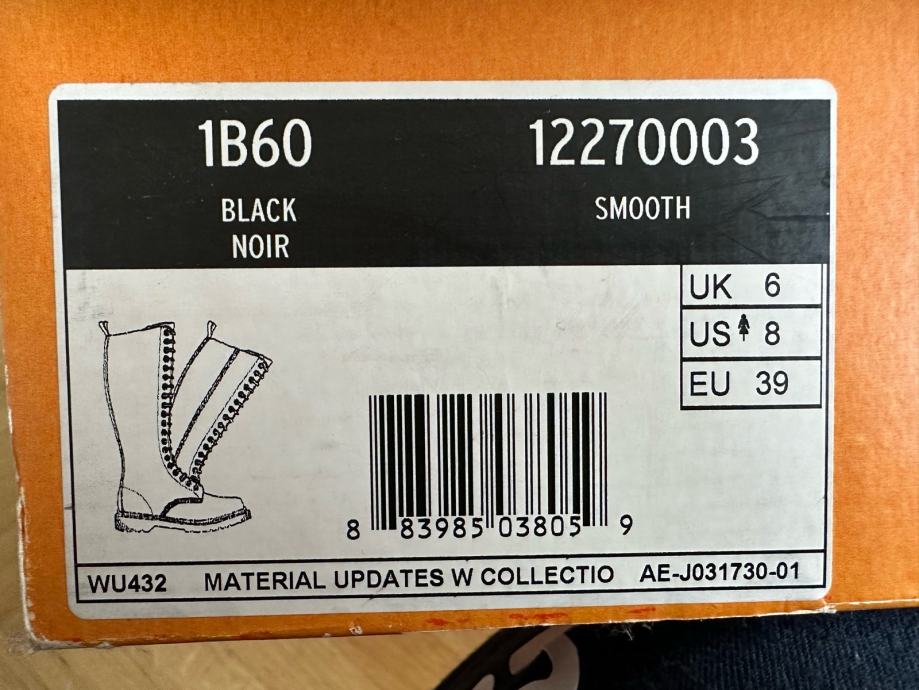 1B60 12270003
BLACK SMOOTH
NOIR
UK 6
US 8
EU 39
8 83985 03805 9
WU432 MATERIAL UPDATES W COLLECTIO AE-J031730-01